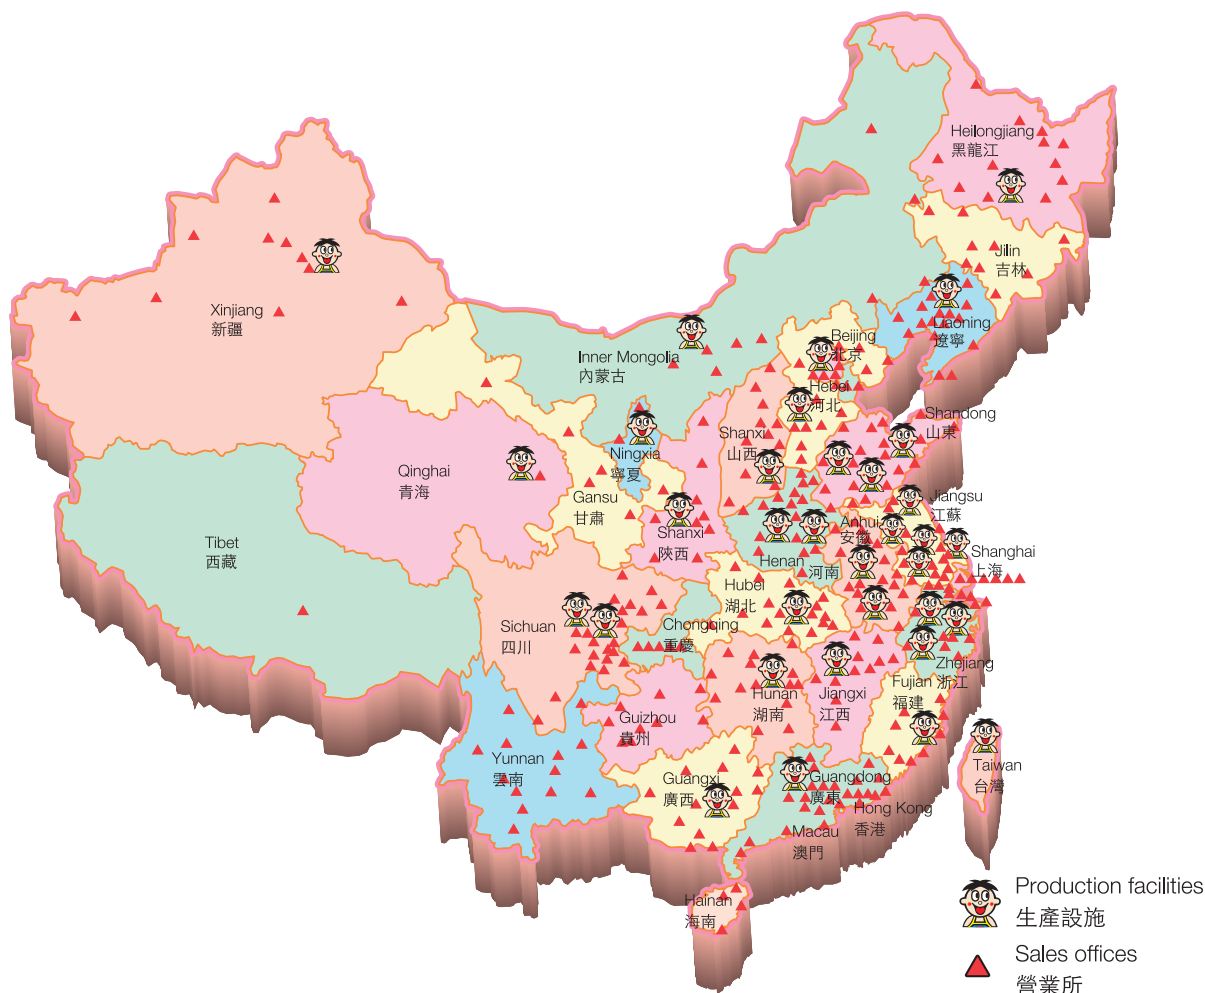 Heilongjiang
黑龍江
Jilin
吉林
Liaoning
遼寧
Xinjiang
新疆
Inner Mongolia
內蒙古
Beijing
北京
Hebei
河北
Shandong
山東
Shanxi
山西
Ningxia
寧夏
Qinghai
青海
Gansu
甘肅
Shanxi
陝西
Jiangsu
江蘇
Anhui
安徽
Henan
河南
Shanghai
上海
Tibet
西藏
Hubei
湖北
Chongqing
重慶
Sichuan
四川
Zhejiang
浙江
Hunan
湖南
Jiangxi
江西
Fujian
福建
Guizhou
貴州
Yunnan
雲南
Guangxi
廣西
Guangdong
廣東
Taiwan
台灣
Hong Kong
香港
Macau
澳門
Hainan
海南
Production facilities
生產設施
Sales offices
營業所